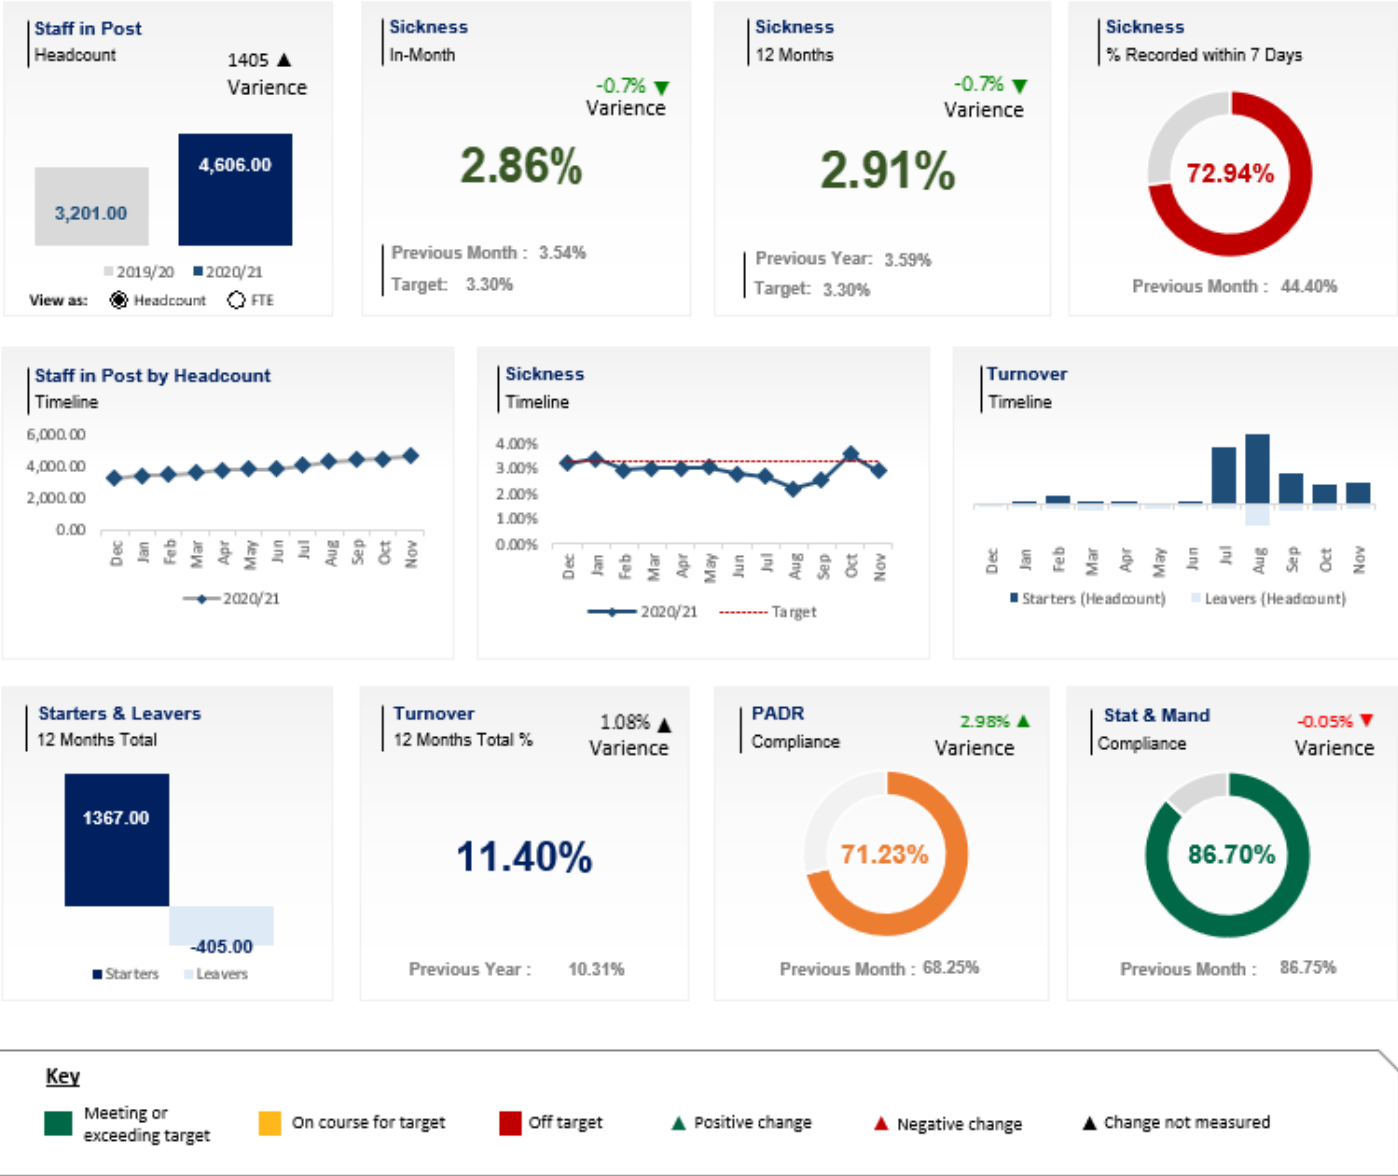 Staff in Post
Headcount
1405 ▲
Varience
4,606.00
3,201.00
2019/20 2020/21
View as: Headcount FTE
Sickness
In-Month
-0.7% ▼
Varience
2.86%
Previous Month : 3.54%
Target: 3.30%
Sickness
12 Months
-0.7% ▼
Varience
2.91%
Previous Year: 3.59%
Target: 3.30%
Sickness
% Recorded within 7 Days
72.94%
Previous Month : 44.40%
Staff in Post by Headcount
Timeline
6,000.00
4,000.00
2,000.00
0.00
Dec Jan Feb Mar Apr May Jun Jul Aug Sep Oct Nov
2020/21
Sickness
Timeline
4.00%
3.00%
2.00%
1.00%
0.00%
Dec Jan Feb Mar Apr May Jun Jul Aug Sep Oct Nov
2020/21 Target
Turnover
Timeline
Dec Jan Feb Mar Apr May Jun Jul Aug Sep Oct Nov
Starters (Headcount) Leavers (Headcount)
Starters & Leavers
12 Months Total
1367.00
-405.00
Starters Leavers
Turnover
12 Months Total %
1.08% ▲
Varience
11.40%
Previous Year : 10.31%
PADR
Compliance
2.98% ▲
Varience
71.23%
Previous Month : 68.25%
Stat & Mand
Compliance
-0.05% ▼
Varience
86.70%
Previous Month : 86.75%
Key
Meeting or
exceeding target
On course for target
Off target
▲ Positive change
▲ Negative change
▲ Change not measured